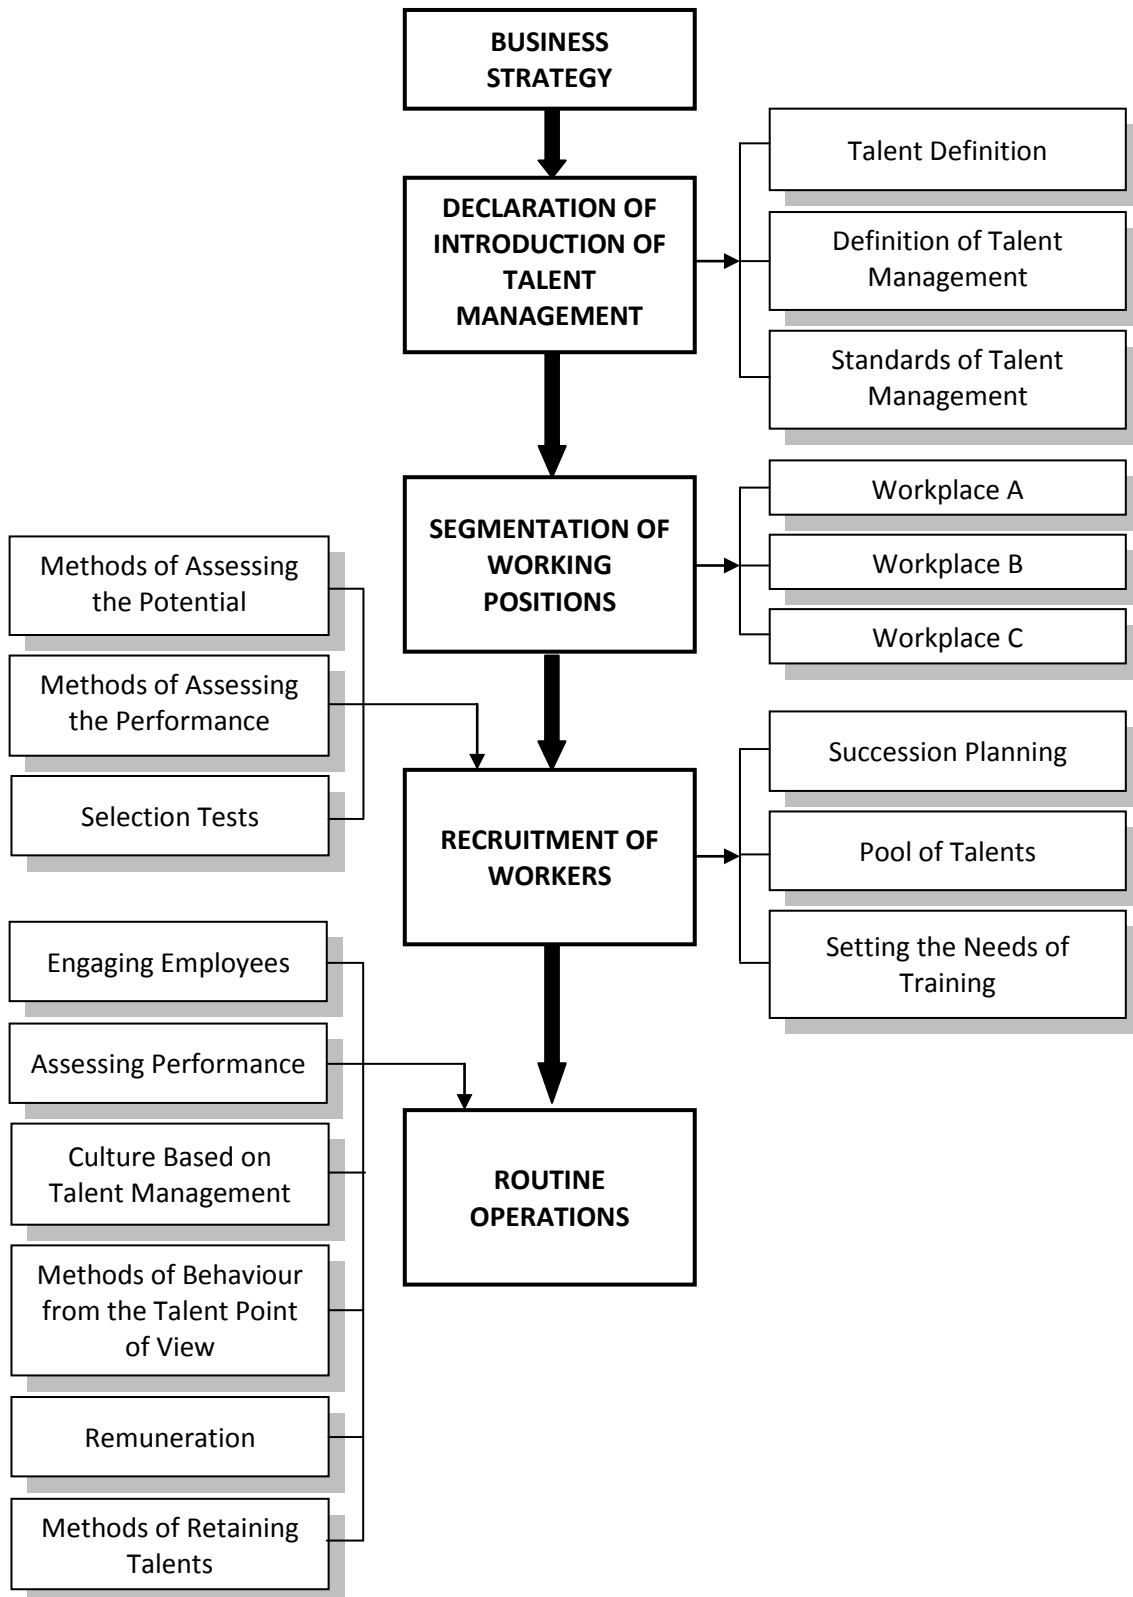 BUSINESS
STRATEGY
DECLARATION OF
INTRODUCTION OF
TALENT
MANAGEMENT
Talent Definition
Definition of Talent
Management
Standards of Talent
Management
SEGMENTATION OF
WORKING
POSITIONS
Workplace A
Workplace B
Workplace C
Methods of Assessing
the Potential
Methods of Assessing
the Performance
Selection Tests
RECRUITMENT OF
WORKERS
Succession Planning
Pool of Talents
Setting the Needs of
Training
Engaging Employees
Assessing Performance
Culture Based on
Talent Management
Methods of Behaviour
from the Talent Point
of View
Remuneration
Methods of Retaining
Talents
ROUTINE
OPERATIONS